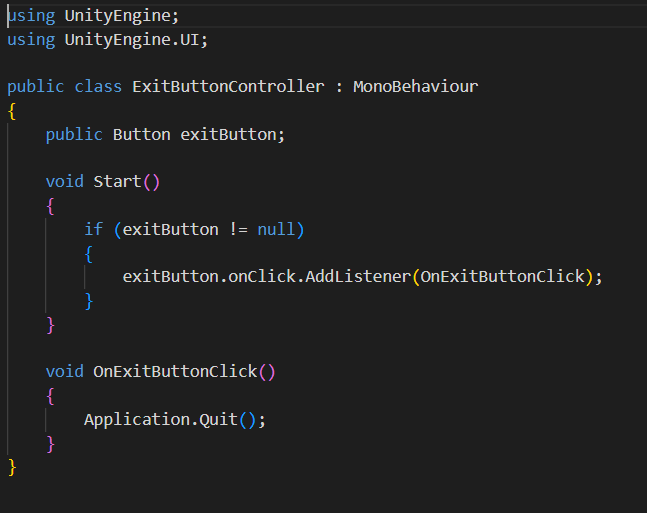 using UnityEngine;
using UnityEngine.UI;
public class ExitButtonController : MonoBehaviour
{
public Button exitButton;
void Start()
{
if (exitButton != null)
{
exitButton.onClick.AddListener(OnExitButtonClick);
}
}
void OnExitButtonClick()
{
Application.Quit();
}
}